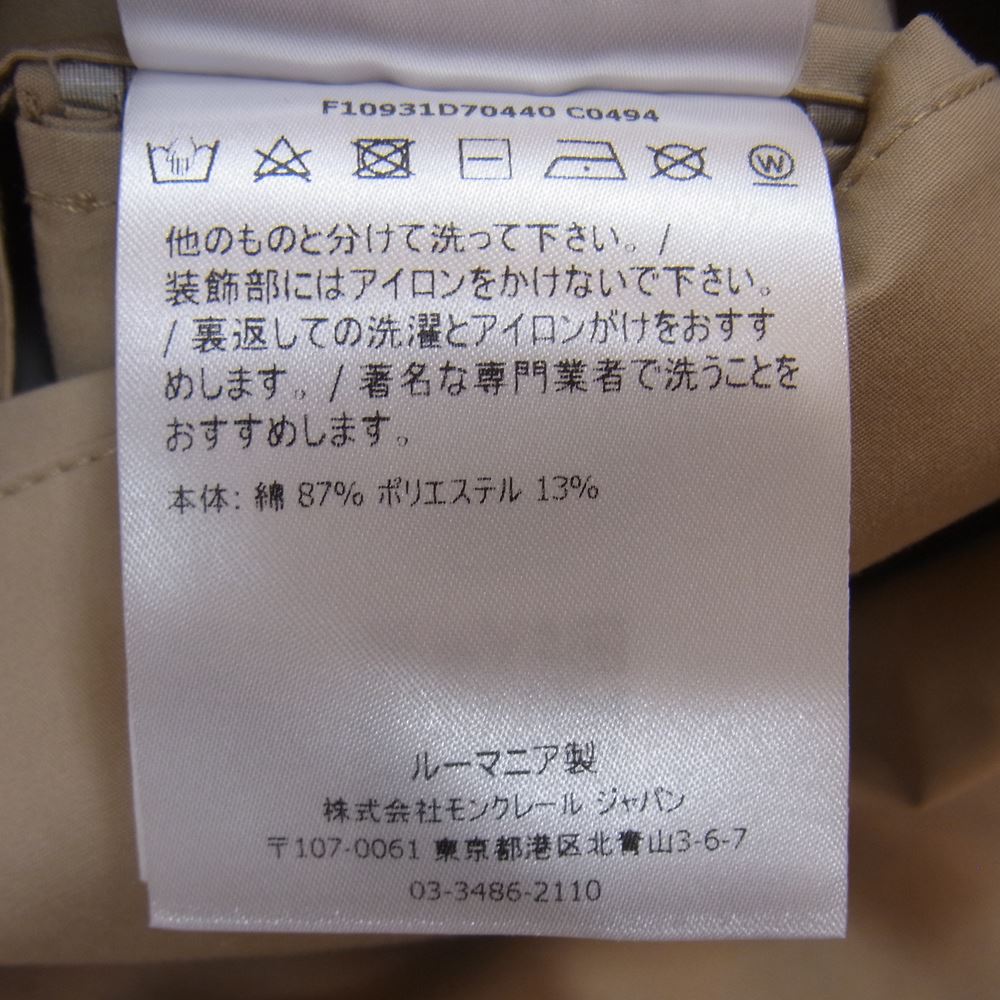 F10931D70440 C0494
W
他のものと分けて洗って下さい。/
装飾部にはアイロンをかけないで下さい。
/ 裏返しての洗濯とアイロンがけをおすす
めします。/ 著名な専門業者で洗うことを
おすすめします。
本体: 綿 87% ポリエステル 13%
ルーマニア製
株式会社モンクレール ジャパン
〒107-0061 東京都港区北青山3-6-7
03-3486-2110